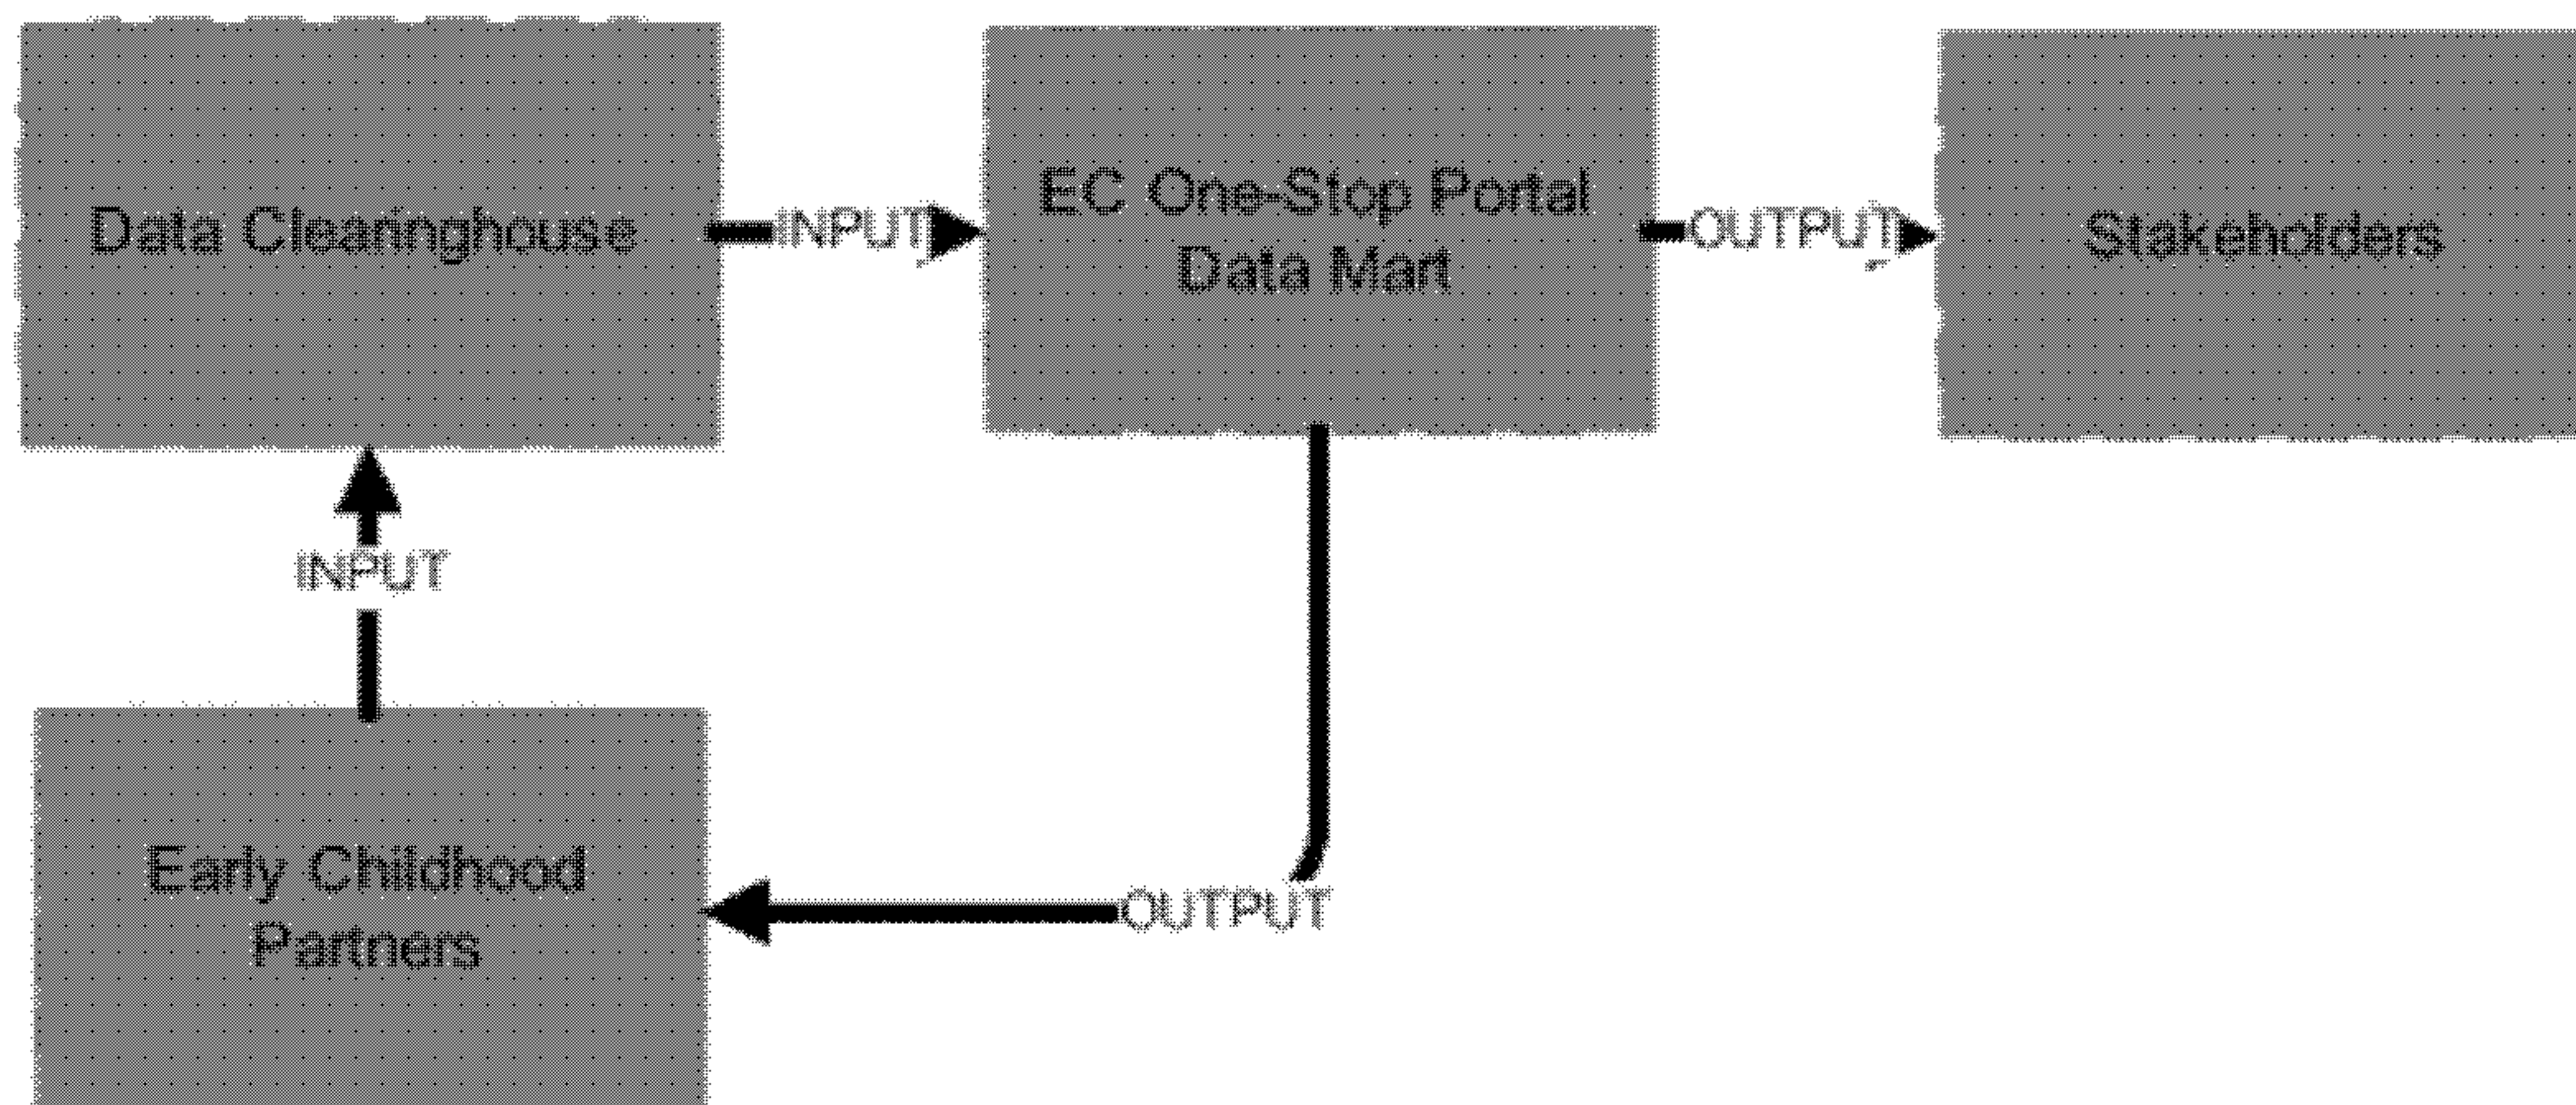 Data Clearinghouse
INPUT
EC One-Stop Portal
Data Mart
OUTPUT
Stakeholders
INPUT
Early Childhood
Partners
OUTPUT